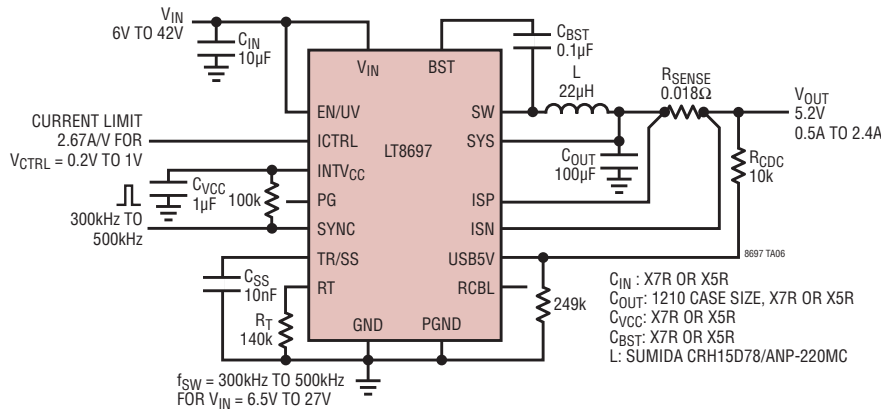 VIN
6V TO 42V
CIN
10µF
CBST
0.1µF
L
22µH
RSENSE
0.018Ω
VOUT
5.2V
0.5A TO 2.4A
VIN
BST
EN/UV
SW
CURRENT LIMIT
2.67A/V FOR
VCTRL = 0.2V TO 1V
ICTRL
SYS
LT8697
COUT
100µF
RCDC
10k
INTVCC
CVCC
1µF
100k
PG
ISP
300kHz TO
500kHz
SYNC
ISN
TR/SS
USB5V
8697 TA06
CSS
10nF
RT
RCBL
249k
RT
140k
GND
PGND
CIN : X7R OR X5R
COUT: 1210 CASE SIZE, X7R OR X5R
CVCC: X7R OR X5R
CBST: X7R OR X5R
L: SUMIDA CRH15D78/ANP-220MC
fSW = 300kHz TO 500kHz
FOR VIN = 6.5V TO 27V